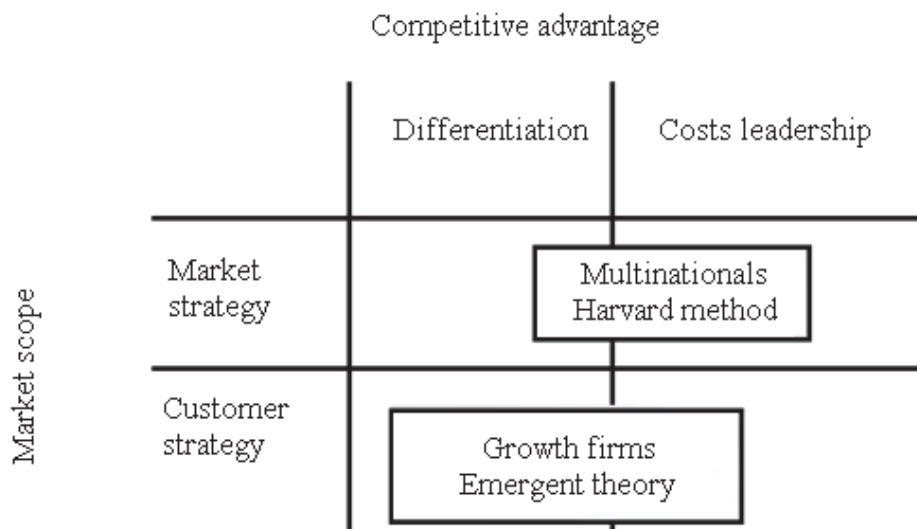 Competitive advantage
Differentiation
Costs leadership
Market scope
Market
strategy
Multinationals
Harvard method
Customer
strategy
Growth firms
Emergent theory